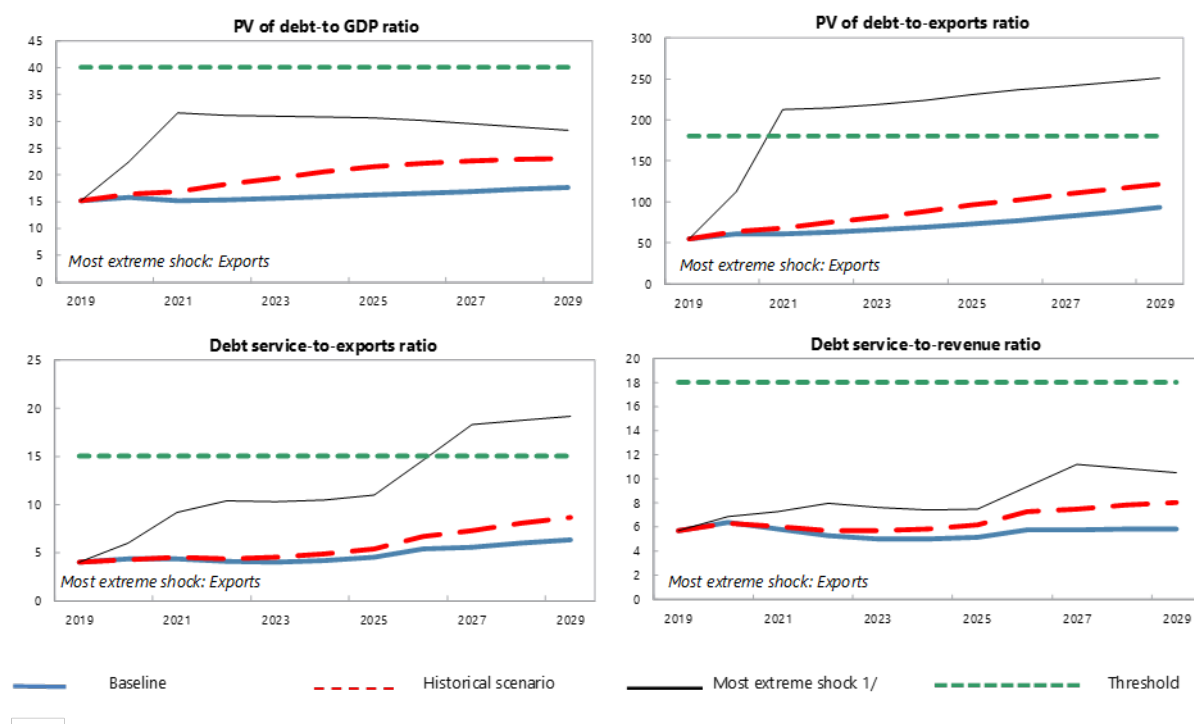 PV of debt-to GDP ratio
45
40
35
30
25
20
15
10
5
0
Most extreme shock: Exports
2019 2021 2023 2025 2027 2029
PV of debt-to-exports ratio
300
250
200
150
100
50
0
Most extreme shock: Exports
2019 2021 2023 2025 2027 2029
Debt service-to-exports ratio
25
20
15
10
5
0
Most extreme shock: Exports
2019 2021 2023 2025 2027 2029
Debt service-to-revenue ratio
20
18
16
14
12
10
8
6
4
2
0
Most extreme shock: Exports
2019 2021 2023 2025 2027 2029
Baseline Historical scenario Most extreme shock 1/ Threshold